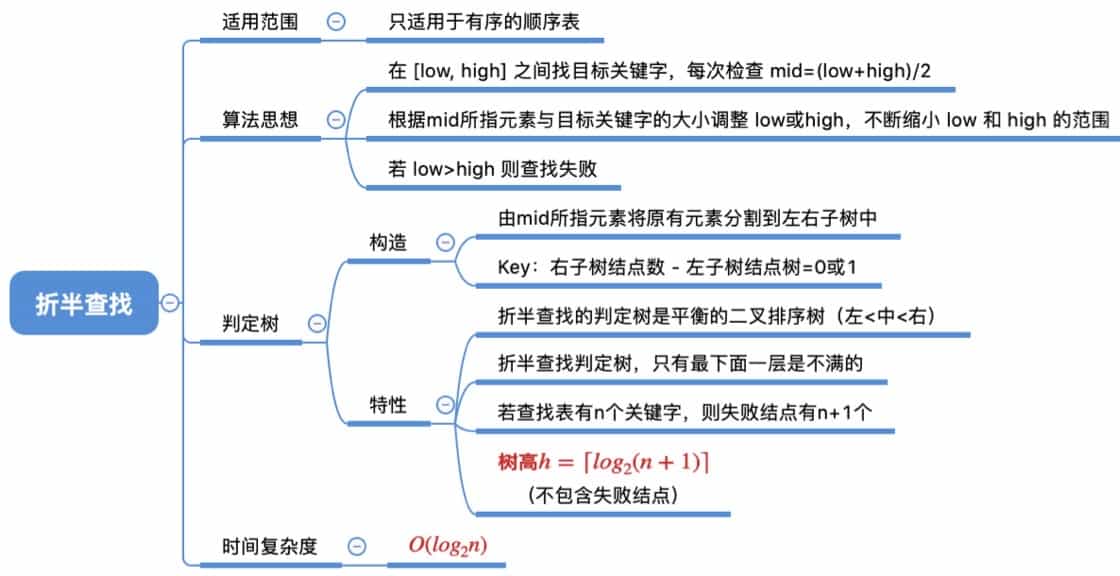 适用范围
只适用于有序的顺序表
算法思想
在 [low, high] 之间找目标关键字，每次检查 mid=(low+high)/2
根据mid所指元素与目标关键字的大小调整 low或high，不断缩小 low 和 high 的范围
若 low>high 则查找失败
折半查找
判定树
构造
由mid所指元素将原有元素分割到左右子树中
Key：右子树结点数 - 左子树结点树=0或1
特性
折半查找的判定树是平衡的二叉排序树（左<中<右）
折半查找判定树，只有最下面一层是不满的
若查找表有n个关键字，则失败结点有n+1个
树高h = ⌈log₂(n + 1)⌉
（不包含失败结点）
时间复杂度
O(log₂n)